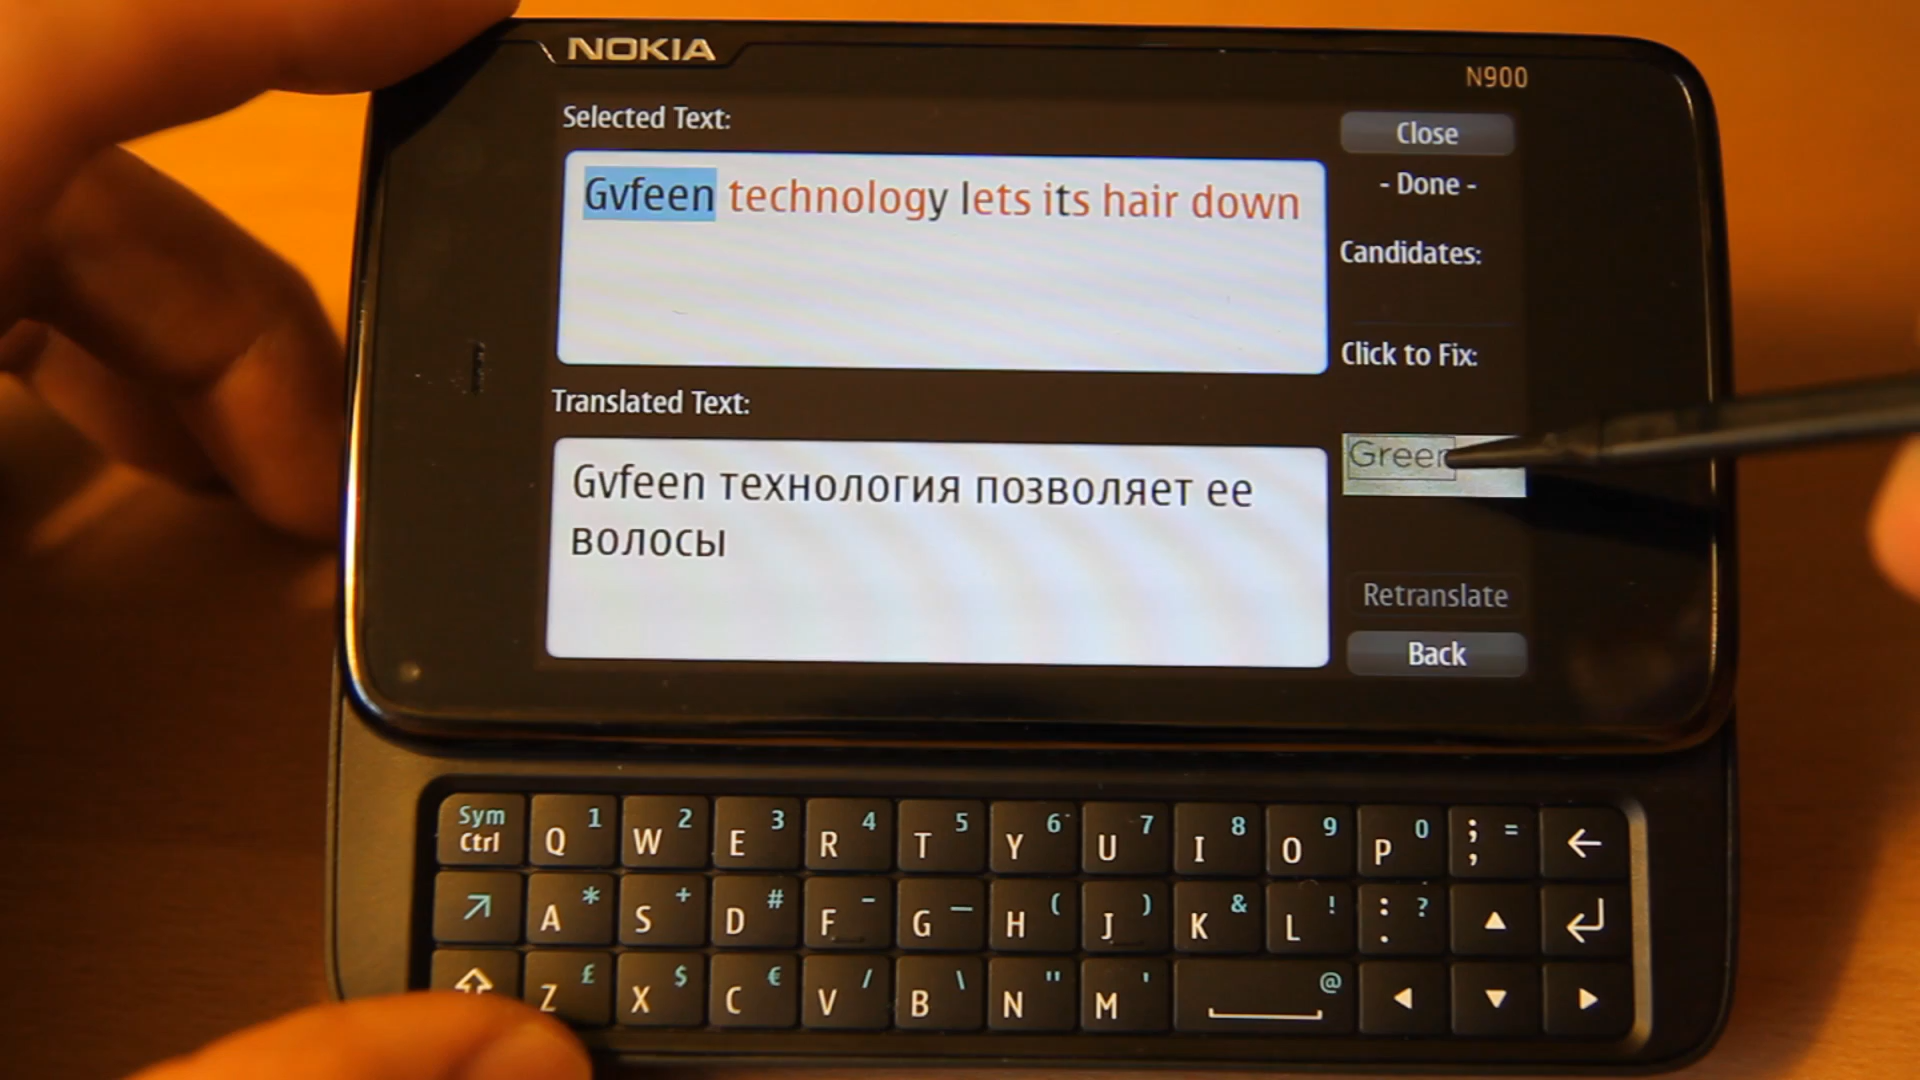 NOKIA
N900
Selected Text:
Close
Gvfeen technology lets its hair down
- Done -
Candidates:
Click to Fix:
Translated Text:
Green
Gvfeen технология позволяет ее
волосы
Retranslate
Back
Sym 1 2 3 4 5 6 7 8 9 0 ; =
Ctrl Q W E R T Y U I O P , ←
↗ A * S + D # F - G _ H ( J ) K & L ! : . ? ▲ ↵
⇧ Z £ X $ C € V / B \ N " M ' @ ◀ ▼ ▶